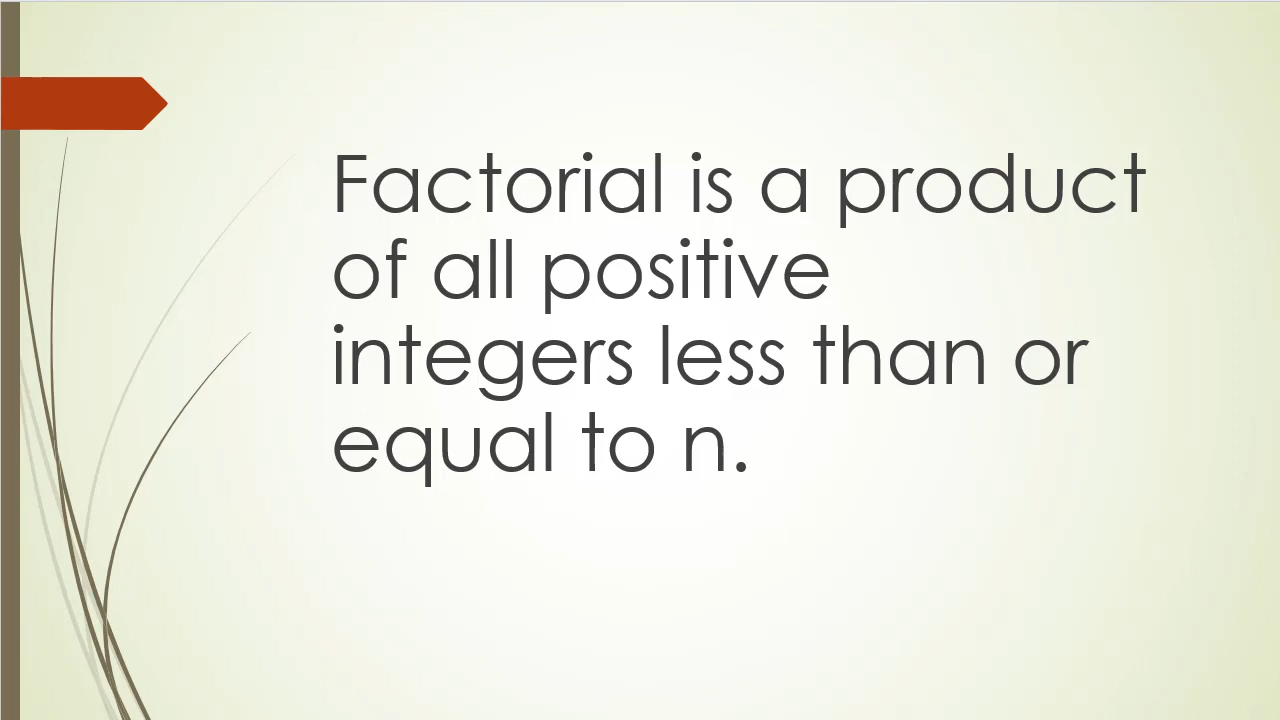 Factorial is a product
of all positive
integers less than or
equal to n.